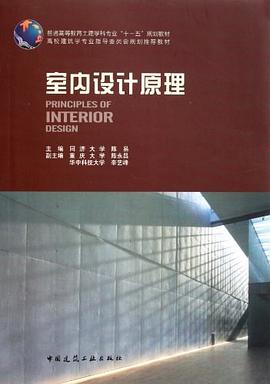 普通高等教育土建学科专业“十一五”规划教材
高校建筑学专业指导委员会规划推荐教材
室内设计原理
PRINCIPLES OF
INTERIOR
DESIGN
主　编　同 济 大 学　陈　易
副主编　重 庆 大 学　陈永昌
华中科技大学　辛艺峰
中国建筑工业出版社